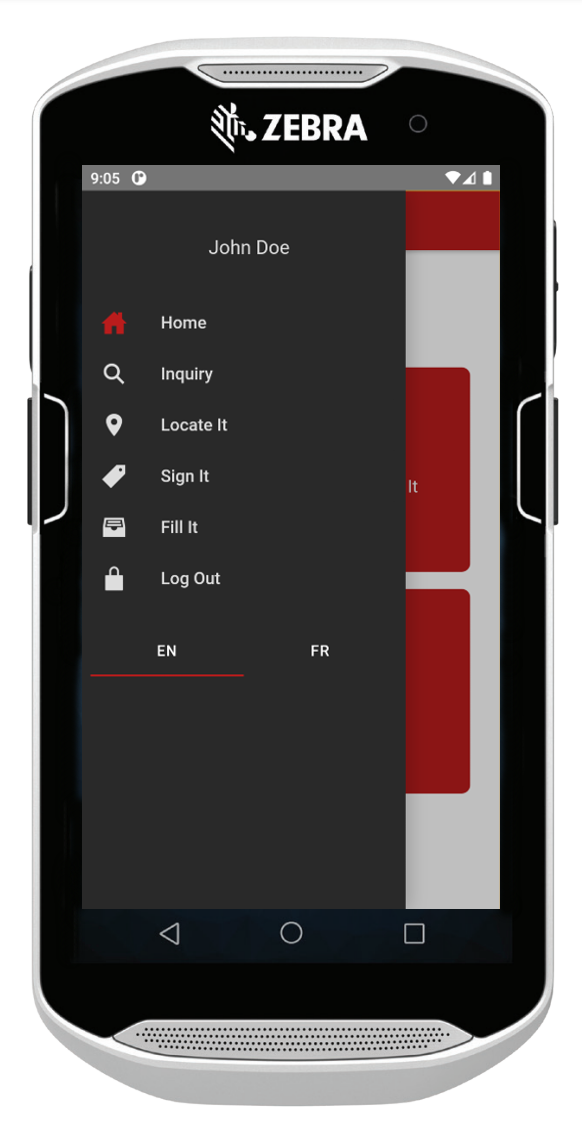 ZEBRA
9:05
John Doe
Home
Inquiry
Locate It
It
Sign It
Fill It
Log Out
EN FR